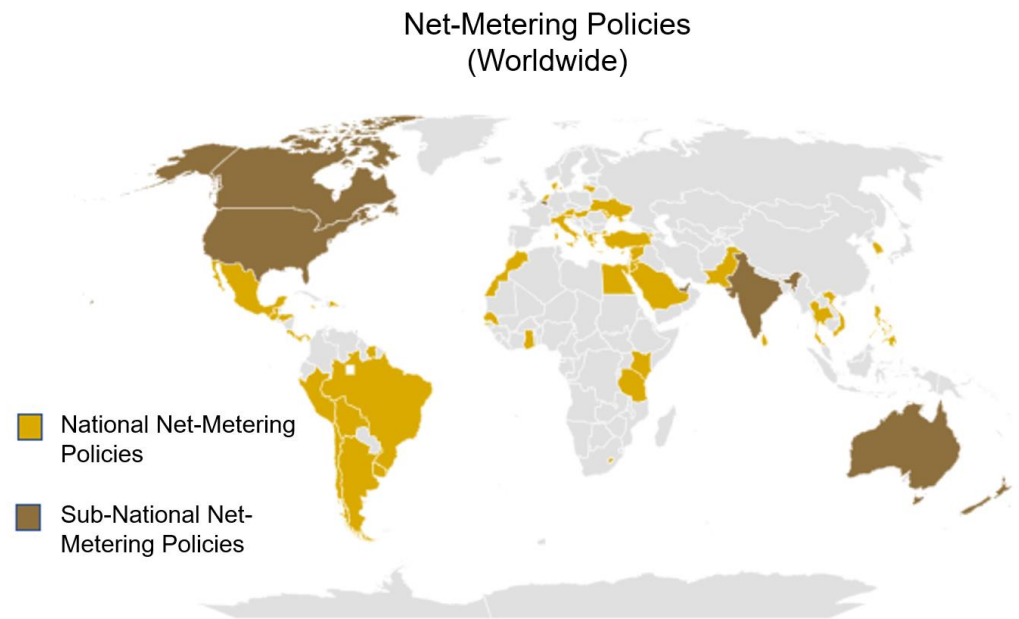 Net-Metering Policies
(Worldwide)
National Net-Metering
Policies
Sub-National Net-
Metering Policies